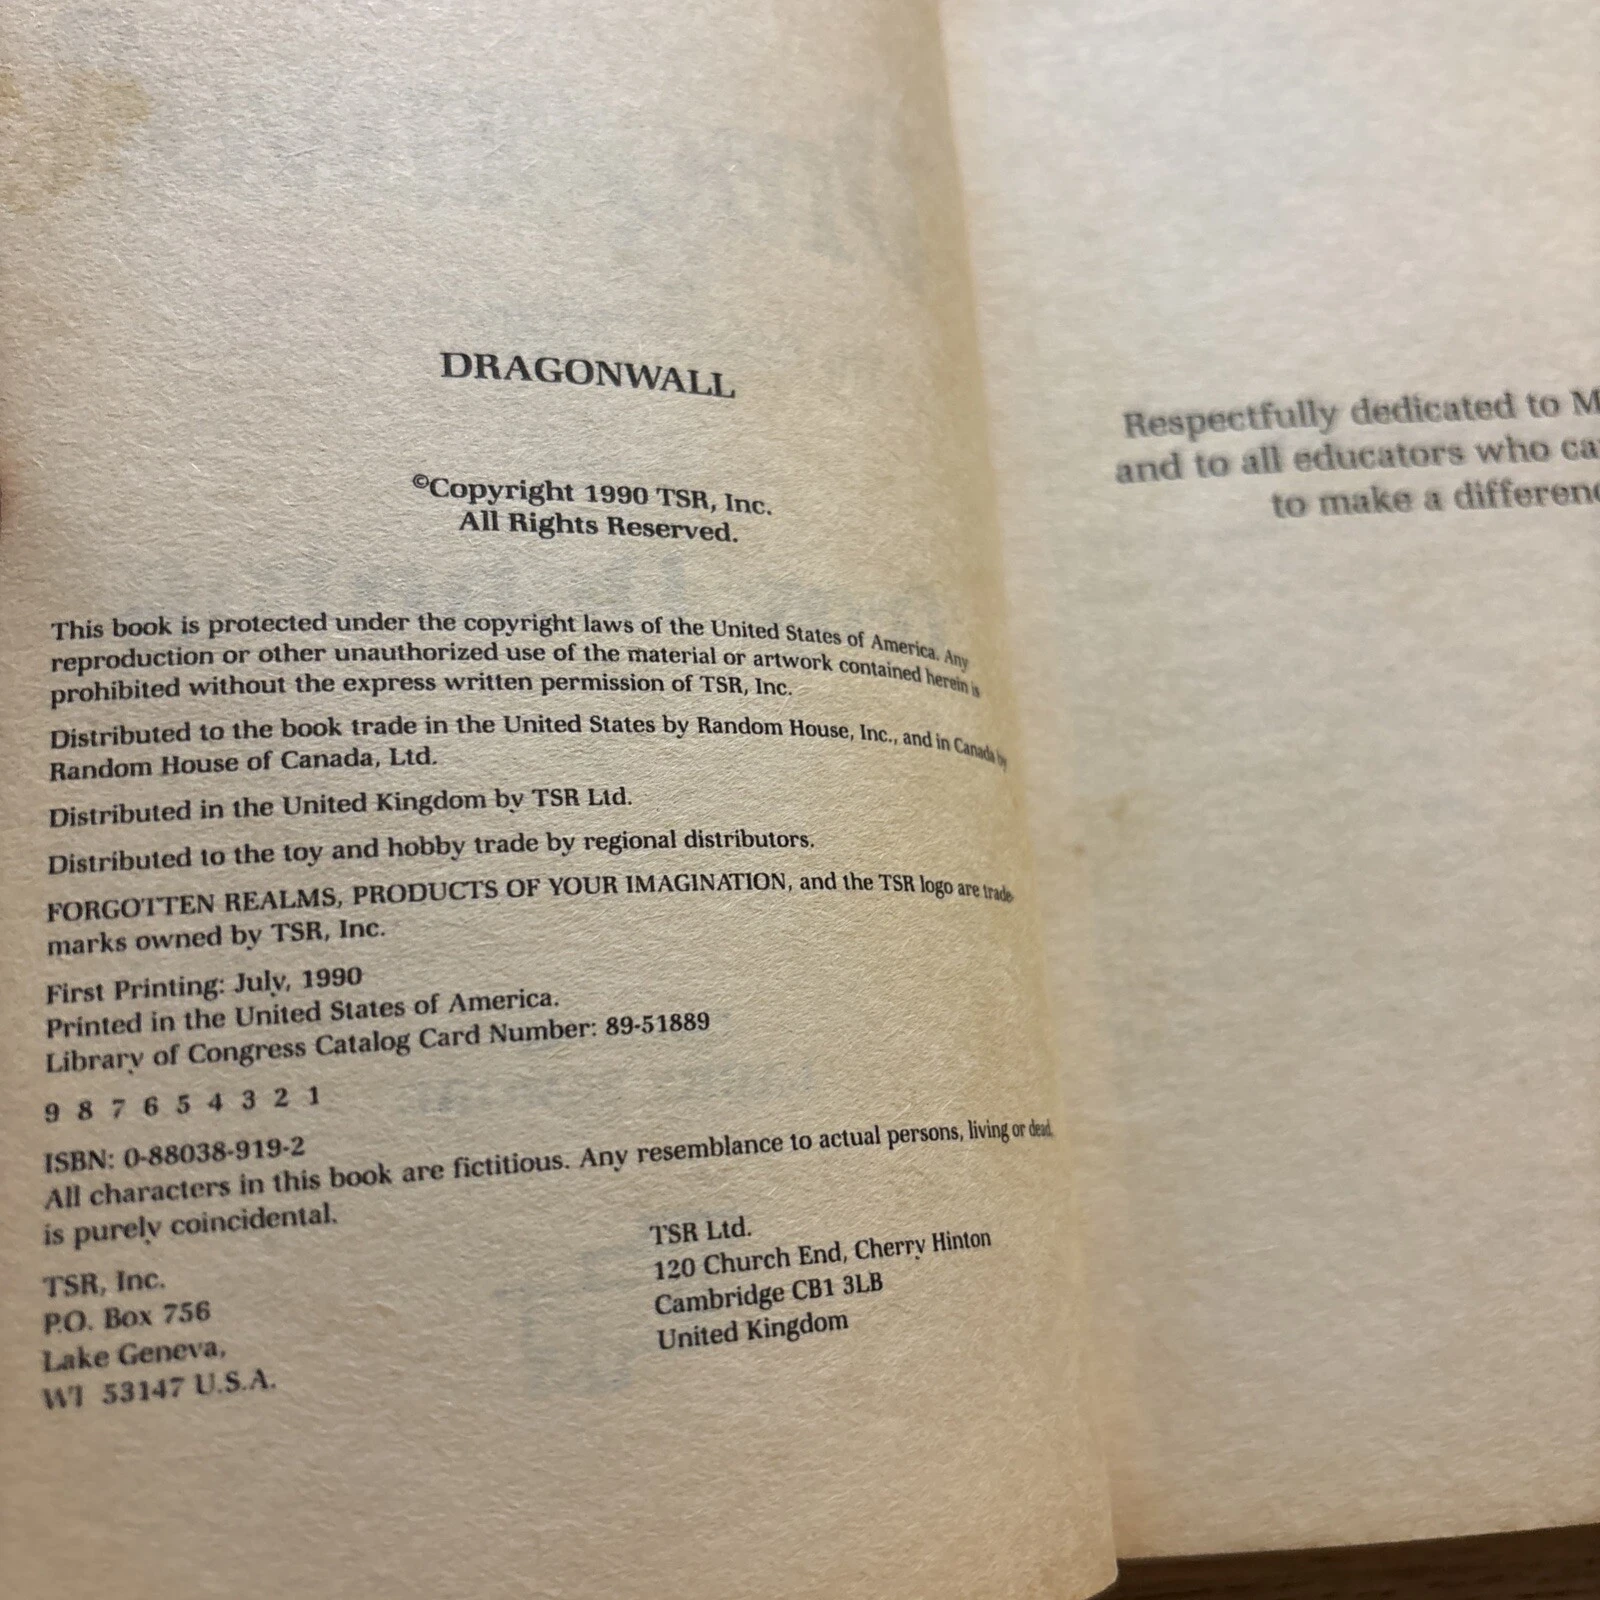 DRAGONWALL
©Copyright 1990 TSR, Inc.
All Rights Reserved.
This book is protected under the copyright laws of the United States of America. Any
reproduction or other unauthorized use of the material or artwork contained herein is
prohibited without the express written permission of TSR, Inc.
Distributed to the book trade in the United States by Random House, Inc., and in Canada by
Random House of Canada, Ltd.
Distributed in the United Kingdom by TSR Ltd.
Distributed to the toy and hobby trade by regional distributors.
FORGOTTEN REALMS, PRODUCTS OF YOUR IMAGINATION, and the TSR logo are trade-
marks owned by TSR, Inc.
First Printing: July, 1990
Printed in the United States of America.
Library of Congress Catalog Card Number: 89-51889
9 8 7 6 5 4 3 2 1
ISBN: 0-88038-919-2
All characters in this book are fictitious. Any resemblance to actual persons, living or dead,
is purely coincidental.
TSR, Inc.
P.O. Box 756
Lake Geneva,
WI 53147 U.S.A.
TSR Ltd.
120 Church End, Cherry Hinton
Cambridge CB1 3LB
United Kingdom
Respectfully dedicated to
and to all educators who
to make a